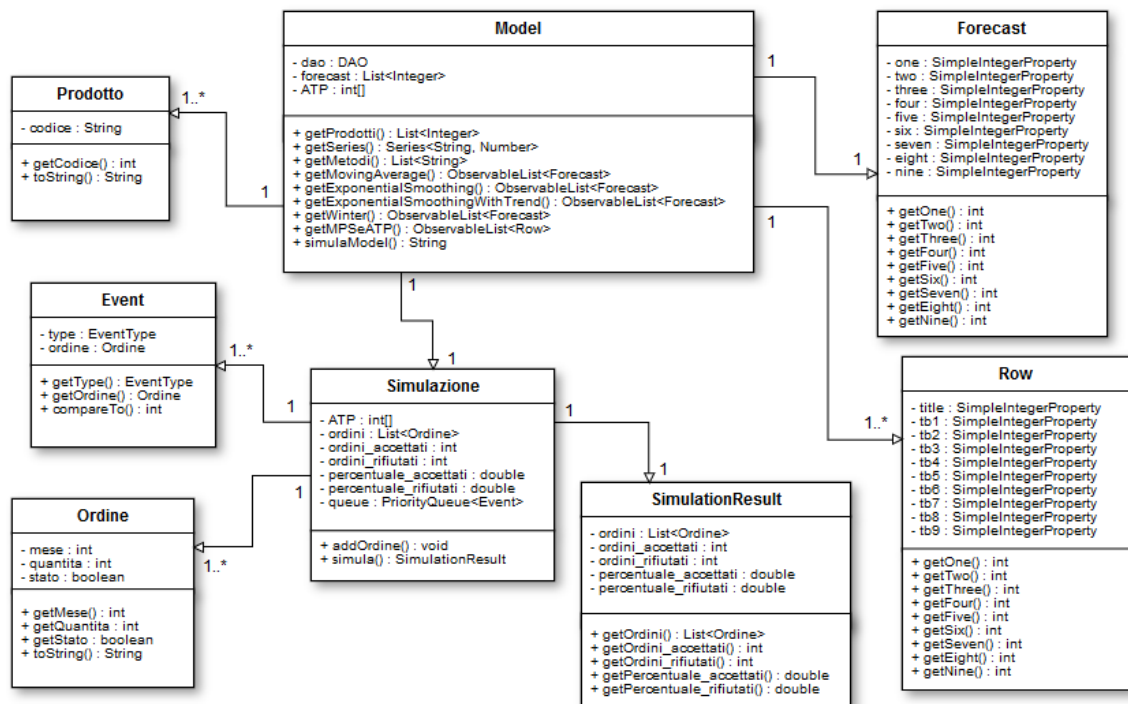 Model
- dao : DAO
- forecast : List<Integer>
- ATP : int[]
+ getProdotti() : List<Integer>
+ getSeries() : Series<String, Number>
+ getMetodi() : List<String>
+ getMovingAverage() : ObservableList<Forecast>
+ getExponentialSmoothing() : ObservableList<Forecast>
+ getExponentialSmoothingWithTrend() : ObservableList<Forecast>
+ getWinter() : ObservableList<Forecast>
+ getMPSeATP() : ObservableList<Row>
+ simulaModel() : String
Forecast
- one : SimpleIntegerProperty
- two : SimpleIntegerProperty
- three : SimpleIntegerProperty
- four : SimpleIntegerProperty
- five : SimpleIntegerProperty
- six : SimpleIntegerProperty
- seven : SimpleIntegerProperty
- eight : SimpleIntegerProperty
- nine : SimpleIntegerProperty
+ getOne() : int
+ getTwo() : int
+ getThree() : int
+ getFour() : int
+ getFive() : int
+ getSix() : int
+ getSeven() : int
+ getEight() : int
+ getNine() : int
1
1
Prodotto
- codice : String
+ getCodice() : int
+ toString() : String
1..*
1
1
1..*
1
1
Event
- type : EventType
- ordine : Ordine
+ getType() : EventType
+ getOrdine() : Ordine
+ compareTo() : int
1..*
1
Simulazione
- ATP : int[]
- ordini : List<Ordine>
- ordini_accettati : int
- ordini_rifiutati : int
- percentuale_accettati : double
- percentuale_rifiutati : double
- queue : PriorityQueue<Event>
+ addOrdine() : void
+ simula() : SimulationResult
1
1
Row
- title : SimpleIntegerProperty
- tb1 : SimpleIntegerProperty
- tb2 : SimpleIntegerProperty
- tb3 : SimpleIntegerProperty
- tb4 : SimpleIntegerProperty
- tb5 : SimpleIntegerProperty
- tb6 : SimpleIntegerProperty
- tb7 : SimpleIntegerProperty
- tb8 : SimpleIntegerProperty
- tb9 : SimpleIntegerProperty
+ getOne() : int
+ getTwo() : int
+ getThree() : int
+ getFour() : int
+ getFive() : int
+ getSix() : int
+ getSeven() : int
+ getEight() : int
+ getNine() : int
Ordine
- mese : int
- quantita : int
- stato : boolean
+ getMese() : int
+ getQuantita : int
+ getStato : boolean
+ toString() : String
1..*
1
SimulationResult
- ordini : List<Ordine>
- ordini_accettati : int
- ordini_rifiutati : int
- percentuale_accettati : double
- percentuale_rifiutati : double
+ getOrdini() : List<Ordine>
+ getOrdini_accettati() : int
+ getOrdini_rifiutati() : int
+ getPercentuale_accettati() : double
+ getPercentuale_rifiutati() : double